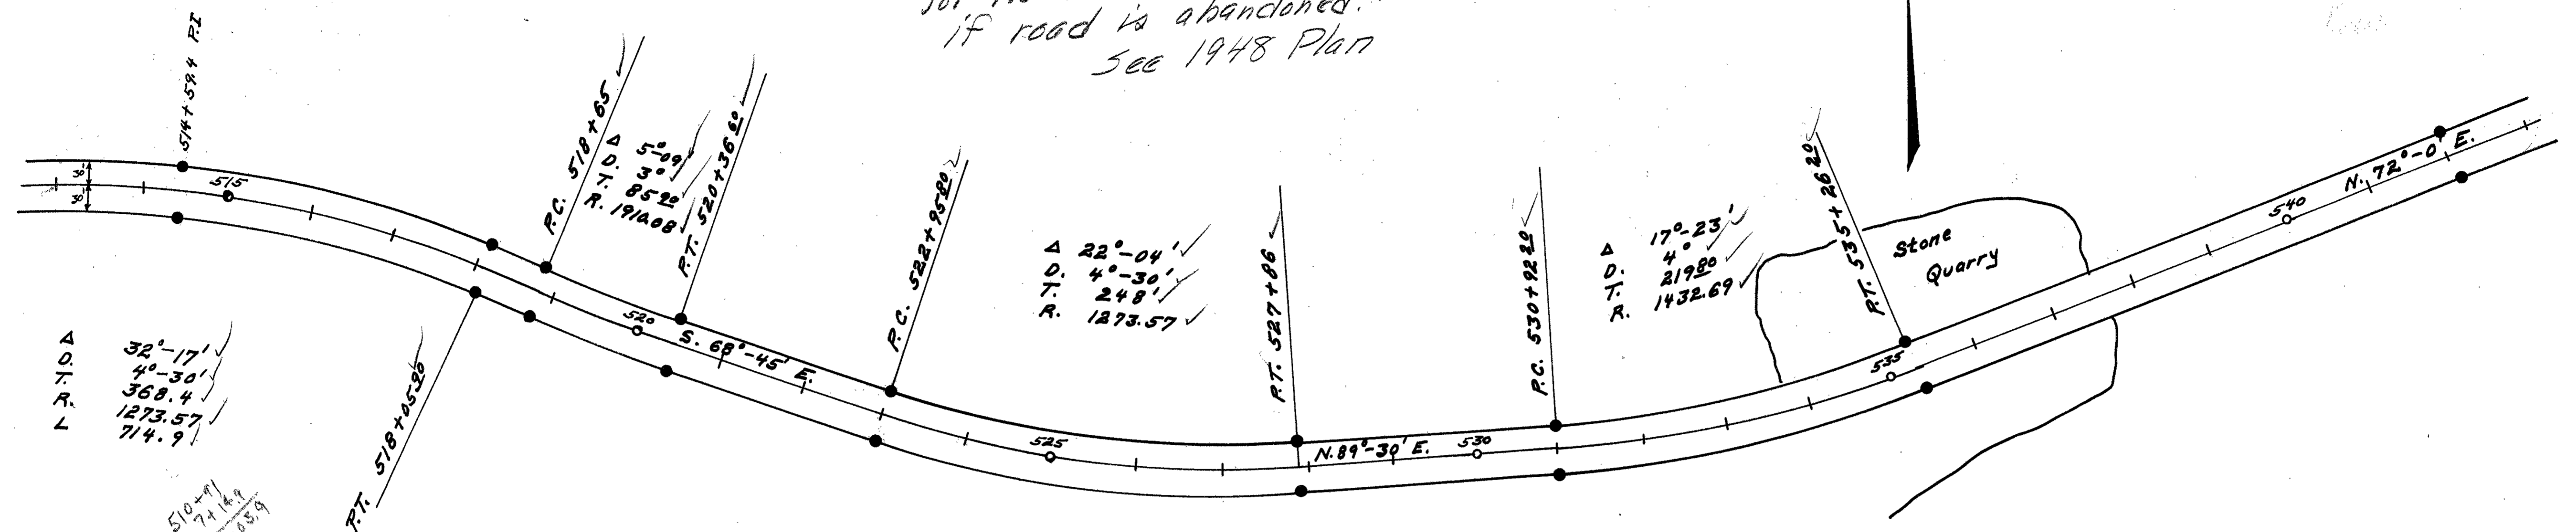 if road is abandoned.
See 1948 Plan
514+59.4 P.I
30'
30'
515
P.C. 518+65
Δ 5°-09'
D. 3°
T. 85.90
R. 1910.08
P.T. 520+36.60
P.C. 522+95.80
520
S. 68°-45' E.
Δ 32°-17'
D. 4°-30'
T. 368.4
R. 1273.57
L 714.9
P.T. 518+05.90
510+91
7+14.9
Δ 22°-04'
D. 4°-30'
T. 248'
R. 1273.57
525
P.T. 527+86
N. 89°-30' E.
530
P.C. 530+92.20
Δ 17°-23'
D. 4°
T. 219.80
R. 1432.69
P.T. 535+26.20
535
Stone
Quarry
540
N. 72°-0' E.